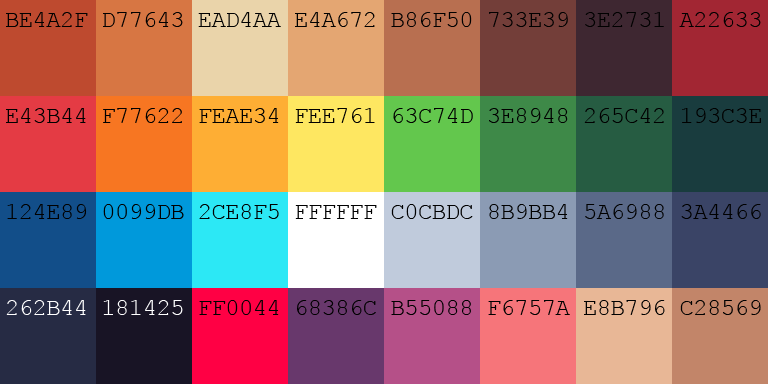 BE4A2F D77643 EAD4AA E4A672 B86F50 733E39 3E2731 A22633
E43B44 F77622 FEAE34 FEE761 63C74D 3E8948 265C42 193C3E
124E89 0099DB 2CE8F5 FFFFFF C0CBDC 8B9BB4 5A6988 3A4466
262B44 181425 FF0044 68386C B55088 F6757A E8B796 C28569